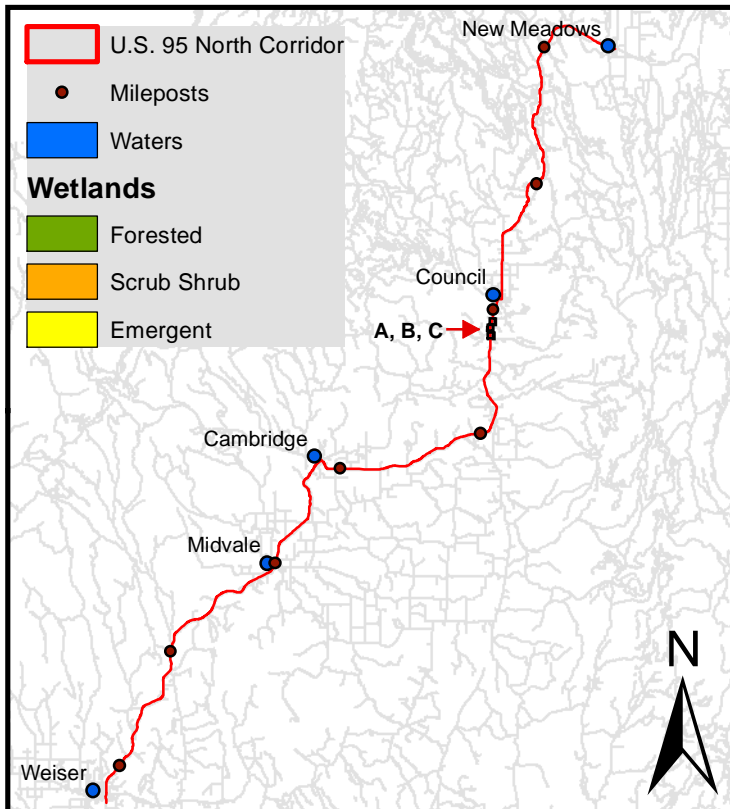 U.S. 95 North Corridor
Mileposts
Waters
Wetlands
Forested
Scrub Shrub
Emergent
New Meadows
Council
A, B, C
Cambridge
Midvale
Weiser
N